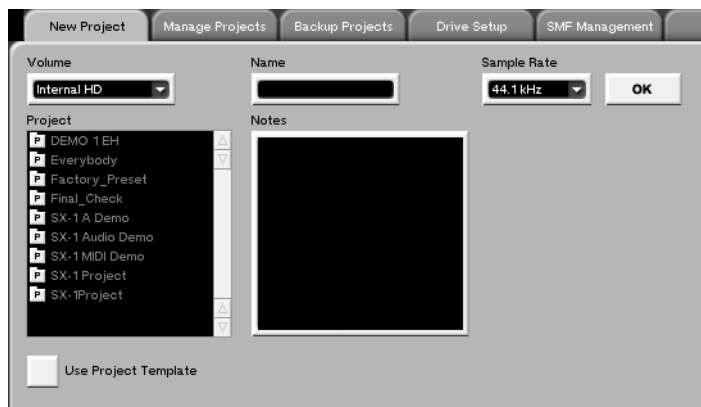 New Project
Manage Projects
Backup Projects
Drive Setup
SMF Management
Volume
Name
Sample Rate
Internal HD
44.1 kHz
OK
Project
Notes
P DEMO 1 EH
P Everybody
P Factory_Preset
P Final_Check
P SX-1 A Demo
P SX-1 Audio Demo
P SX-1 MIDI Demo
P SX-1 Project
P SX-1Project
Use Project Template